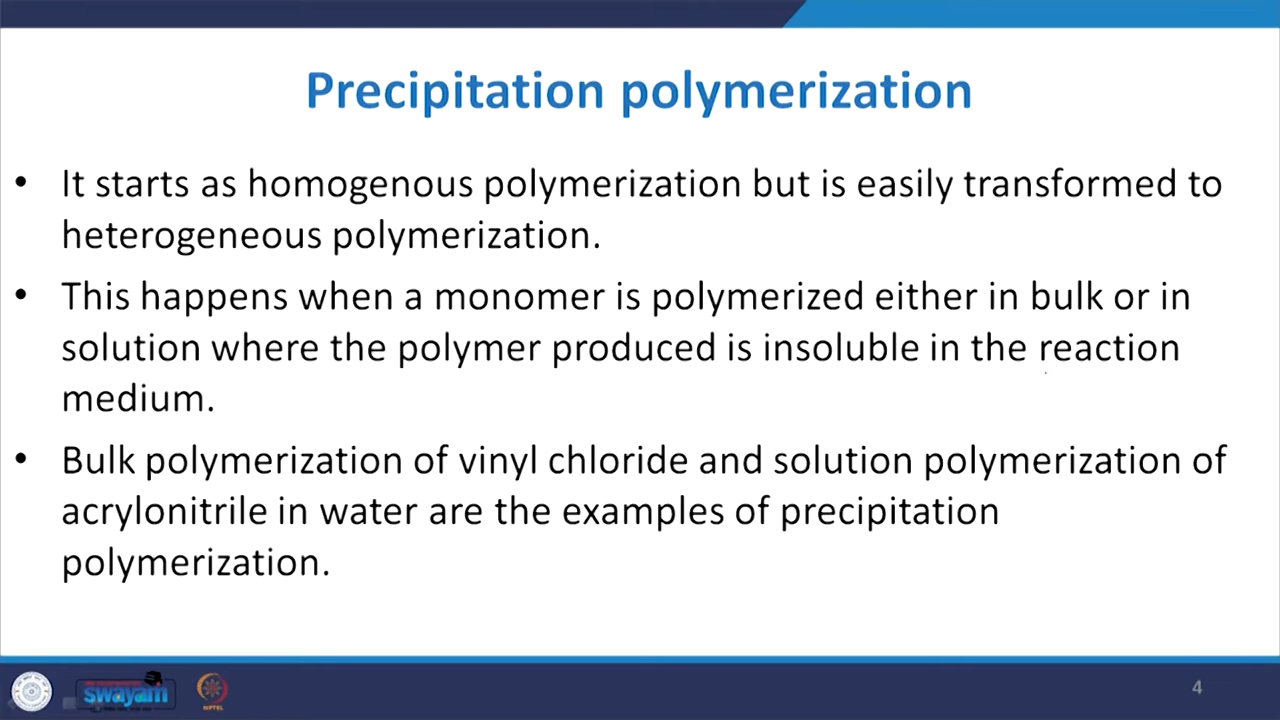 Precipitation polymerization
• It starts as homogenous polymerization but is easily transformed to
heterogeneous polymerization.
• This happens when a monomer is polymerized either in bulk or in
solution where the polymer produced is insoluble in the reaction
medium.
• Bulk polymerization of vinyl chloride and solution polymerization of
acrylonitrile in water are the examples of precipitation
polymerization.
swayam
NPTEL
4